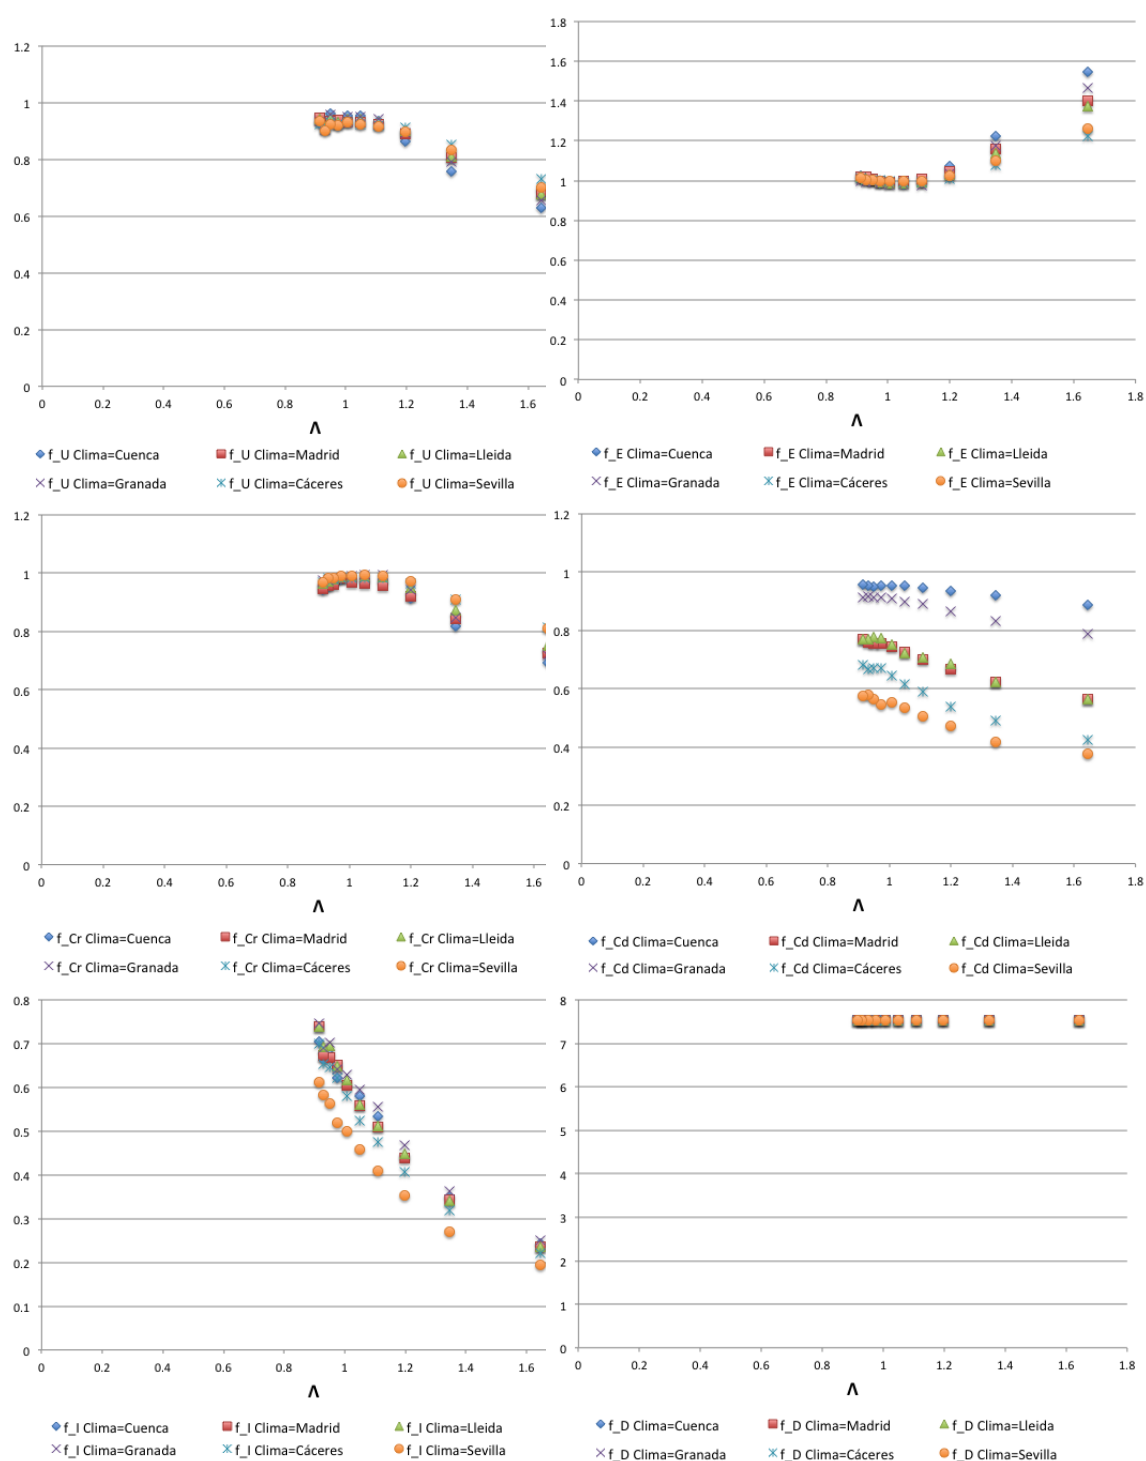 1.2
1
0.8
0.6
0.4
0.2
0
0 0.2 0.4 0.6 0.8 1 1.2 1.4 1.6
Λ
f_U Clima=Cuenca f_U Clima=Madrid f_U Clima=Lleida
f_U Clima=Granada f_U Clima=Cáceres f_U Clima=Sevilla
1.8
1.6
1.4
1.2
1
0.8
0.6
0.4
0.2
0
0 0.2 0.4 0.6 0.8 1 1.2 1.4 1.6 1.8
Λ
f_E Clima=Cuenca f_E Clima=Madrid f_E Clima=Lleida
f_E Clima=Granada f_E Clima=Cáceres f_E Clima=Sevilla
1.2
1
0.8
0.6
0.4
0.2
0
0 0.2 0.4 0.6 0.8 1 1.2 1.4 1.6
Λ
f_Cr Clima=Cuenca f_Cr Clima=Madrid f_Cr Clima=Lleida
f_Cr Clima=Granada f_Cr Clima=Cáceres f_Cr Clima=Sevilla
1.2
1
0.8
0.6
0.4
0.2
0
0 0.2 0.4 0.6 0.8 1 1.2 1.4 1.6 1.8
Λ
f_Cd Clima=Cuenca f_Cd Clima=Madrid f_Cd Clima=Lleida
f_Cd Clima=Granada f_Cd Clima=Cáceres f_Cd Clima=Sevilla
0.8
0.7
0.6
0.5
0.4
0.3
0.2
0.1
0
0 0.2 0.4 0.6 0.8 1 1.2 1.4 1.6
Λ
f_I Clima=Cuenca f_I Clima=Madrid f_I Clima=Lleida
f_I Clima=Granada f_I Clima=Cáceres f_I Clima=Sevilla
8
7
6
5
4
3
2
1
0
0 0.2 0.4 0.6 0.8 1 1.2 1.4 1.6 1.8
Λ
f_D Clima=Cuenca f_D Clima=Madrid f_D Clima=Lleida
f_D Clima=Granada f_D Clima=Cáceres f_D Clima=Sevilla